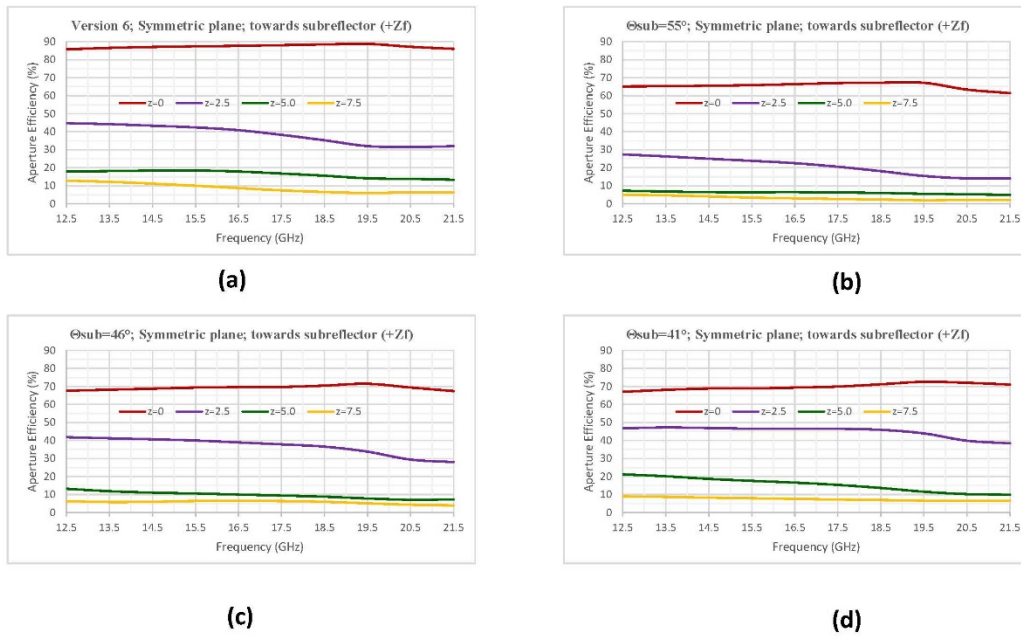 Version 6; Symmetric plane; towards subreflector (+Zf)
Aperture Efficiency (%)
90
80
70
60
50
40
30
20
10
0
z=0 z=2.5 z=5.0 z=7.5
12.5 13.5 14.5 15.5 16.5 17.5 18.5 19.5 20.5 21.5
Frequency (GHz)
(a)
Θsub=55°; Symmetric plane; towards subreflector (+Zf)
Aperture Efficiency (%)
90
80
70
60
50
40
30
20
10
0
z=0 z=2.5 z=5.0 z=7.5
12.5 13.5 14.5 15.5 16.5 17.5 18.5 19.5 20.5 21.5
Frequency (GHz)
(b)
Θsub=46°; Symmetric plane; towards subreflector (+Zf)
Aperture Efficiency (%)
90
80
70
60
50
40
30
20
10
0
z=0 z=2.5 z=5.0 z=7.5
12.5 13.5 14.5 15.5 16.5 17.5 18.5 19.5 20.5 21.5
Frequency (GHz)
(c)
Θsub=41°; Symmetric plane; towards subreflector (+Zf)
Aperture Efficiency (%)
90
80
70
60
50
40
30
20
10
0
z=0 z=2.5 z=5.0 z=7.5
12.5 13.5 14.5 15.5 16.5 17.5 18.5 19.5 20.5 21.5
Frequency (GHz)
(d)